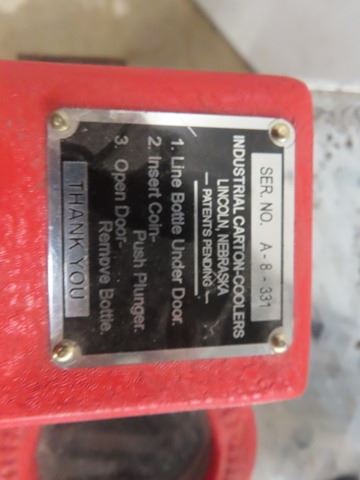 SER. NO. A-8-331
INDUSTRIAL CARTON-COOLERS
LINCOLN, NEBRASKA
— PATENTS PENDING —
1. Line Bottle Under Door.
2. Insert Coin-
Push Plunger.
3. Open Door-
Remove Bottle.
THANK YOU